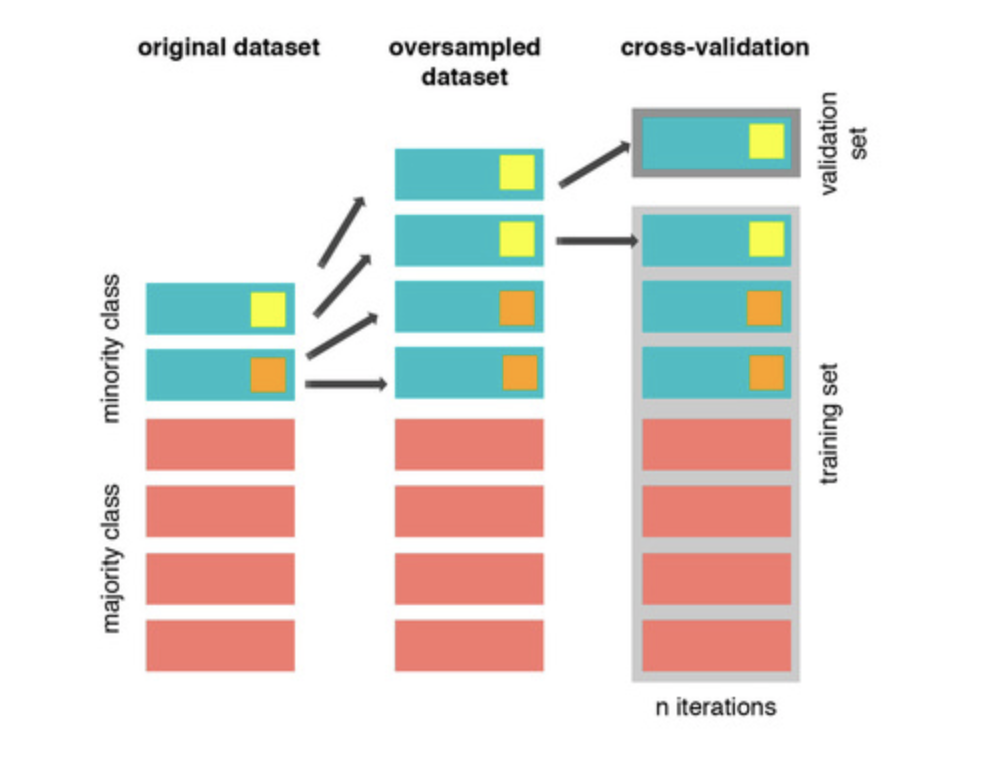 original dataset
oversampled
dataset
cross-validation
validation
set
minority class
majority class
training set
n iterations